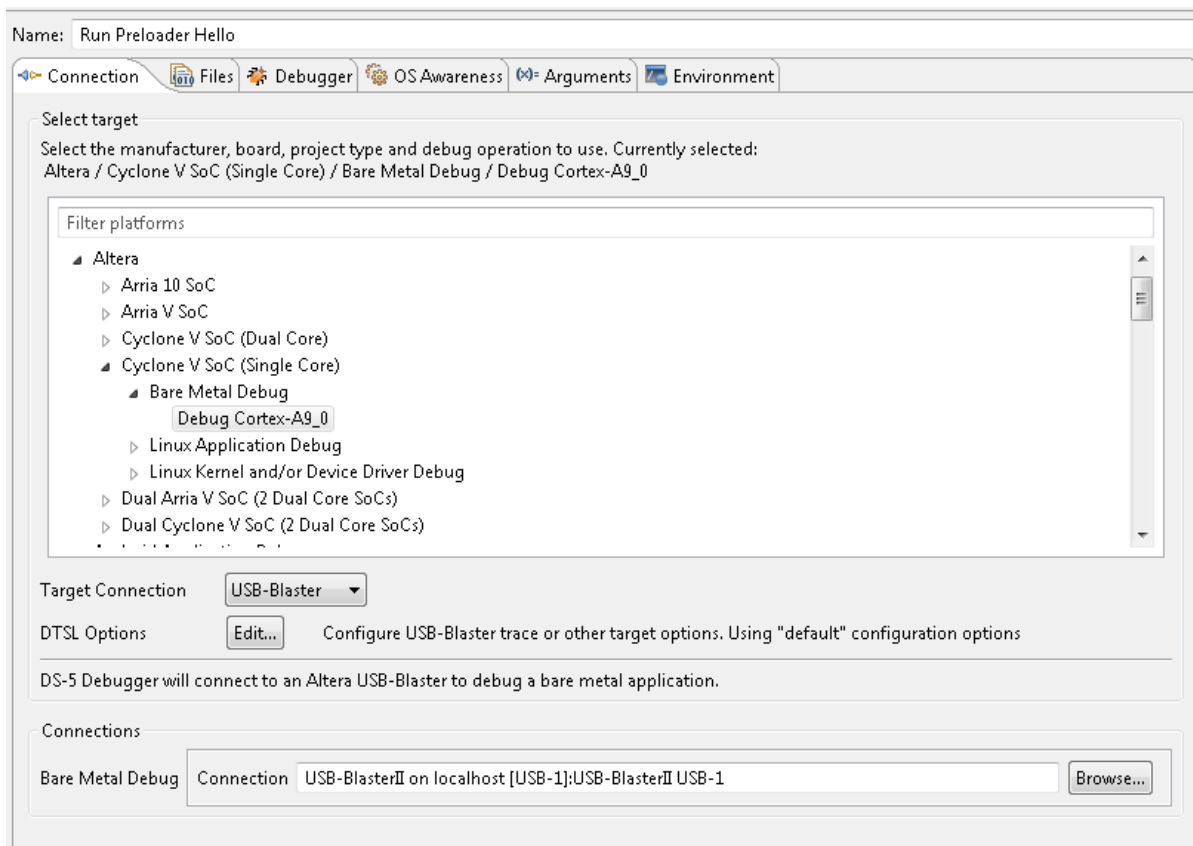 Name: Run Preloader Hello
Connection Files Debugger OS Awareness (x)= Arguments Environment
Select target
Select the manufacturer, board, project type and debug operation to use. Currently selected:
Altera / Cyclone V SoC (Single Core) / Bare Metal Debug / Debug Cortex-A9_0
Filter platforms
Altera
Arria 10 SoC
Arria V SoC
Cyclone V SoC (Dual Core)
Cyclone V SoC (Single Core)
Bare Metal Debug
Debug Cortex-A9_0
Linux Application Debug
Linux Kernel and/or Device Driver Debug
Dual Arria V SoC (2 Dual Core SoCs)
Dual Cyclone V SoC (2 Dual Core SoCs)
Target Connection USB-Blaster
DTSL Options Edit... Configure USB-Blaster trace or other target options. Using "default" configuration options
DS-5 Debugger will connect to an Altera USB-Blaster to debug a bare metal application.
Connections
Bare Metal Debug Connection USB-BlasterII on localhost [USB-1]:USB-BlasterII USB-1 Browse...